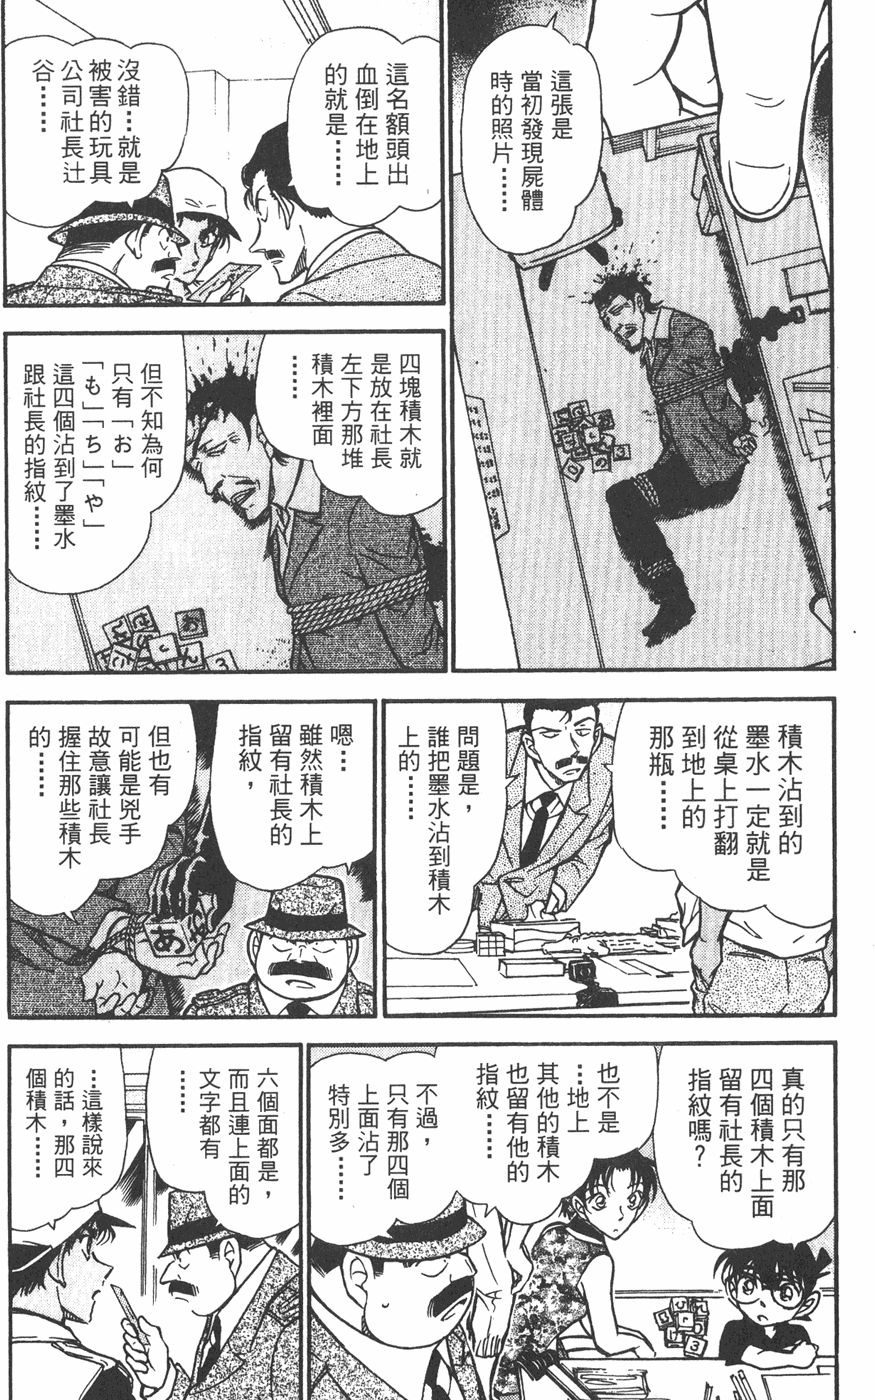 這張是
當初發現屍體
時的照片⋯⋯
這名額頭出
血倒在地上
的就是⋯⋯
沒錯⋯就是
被害的玩具
公司社長辻
谷⋯⋯
四塊積木就
是放在社長
左下方那堆
積木裡面
⋯⋯
但不知為何
只有「お」
「も」「ち」「や」
這四個沾到了墨水
跟社長的指紋⋯⋯
積木沾到的
墨水一定就是
從桌上打翻
到地上的
那瓶⋯⋯
問題是，
誰把墨水沾到積木
上的⋯⋯
嗯⋯
雖然積木上
留有社長的
指紋，
但也有
可能是兇手
故意讓社長
握住那些積木
的⋯⋯
あ
真的只有那
四個積木上面
留有社長的
指紋嗎？
也不是
⋯地上
其他的積木
也留有他的
指紋⋯⋯
不過，
只有那四個
上面沾了
特別多⋯⋯
六個面都是，
而且連上面的
文字都有
⋯⋯
⋯這樣說來
的話，那四
個積木⋯⋯